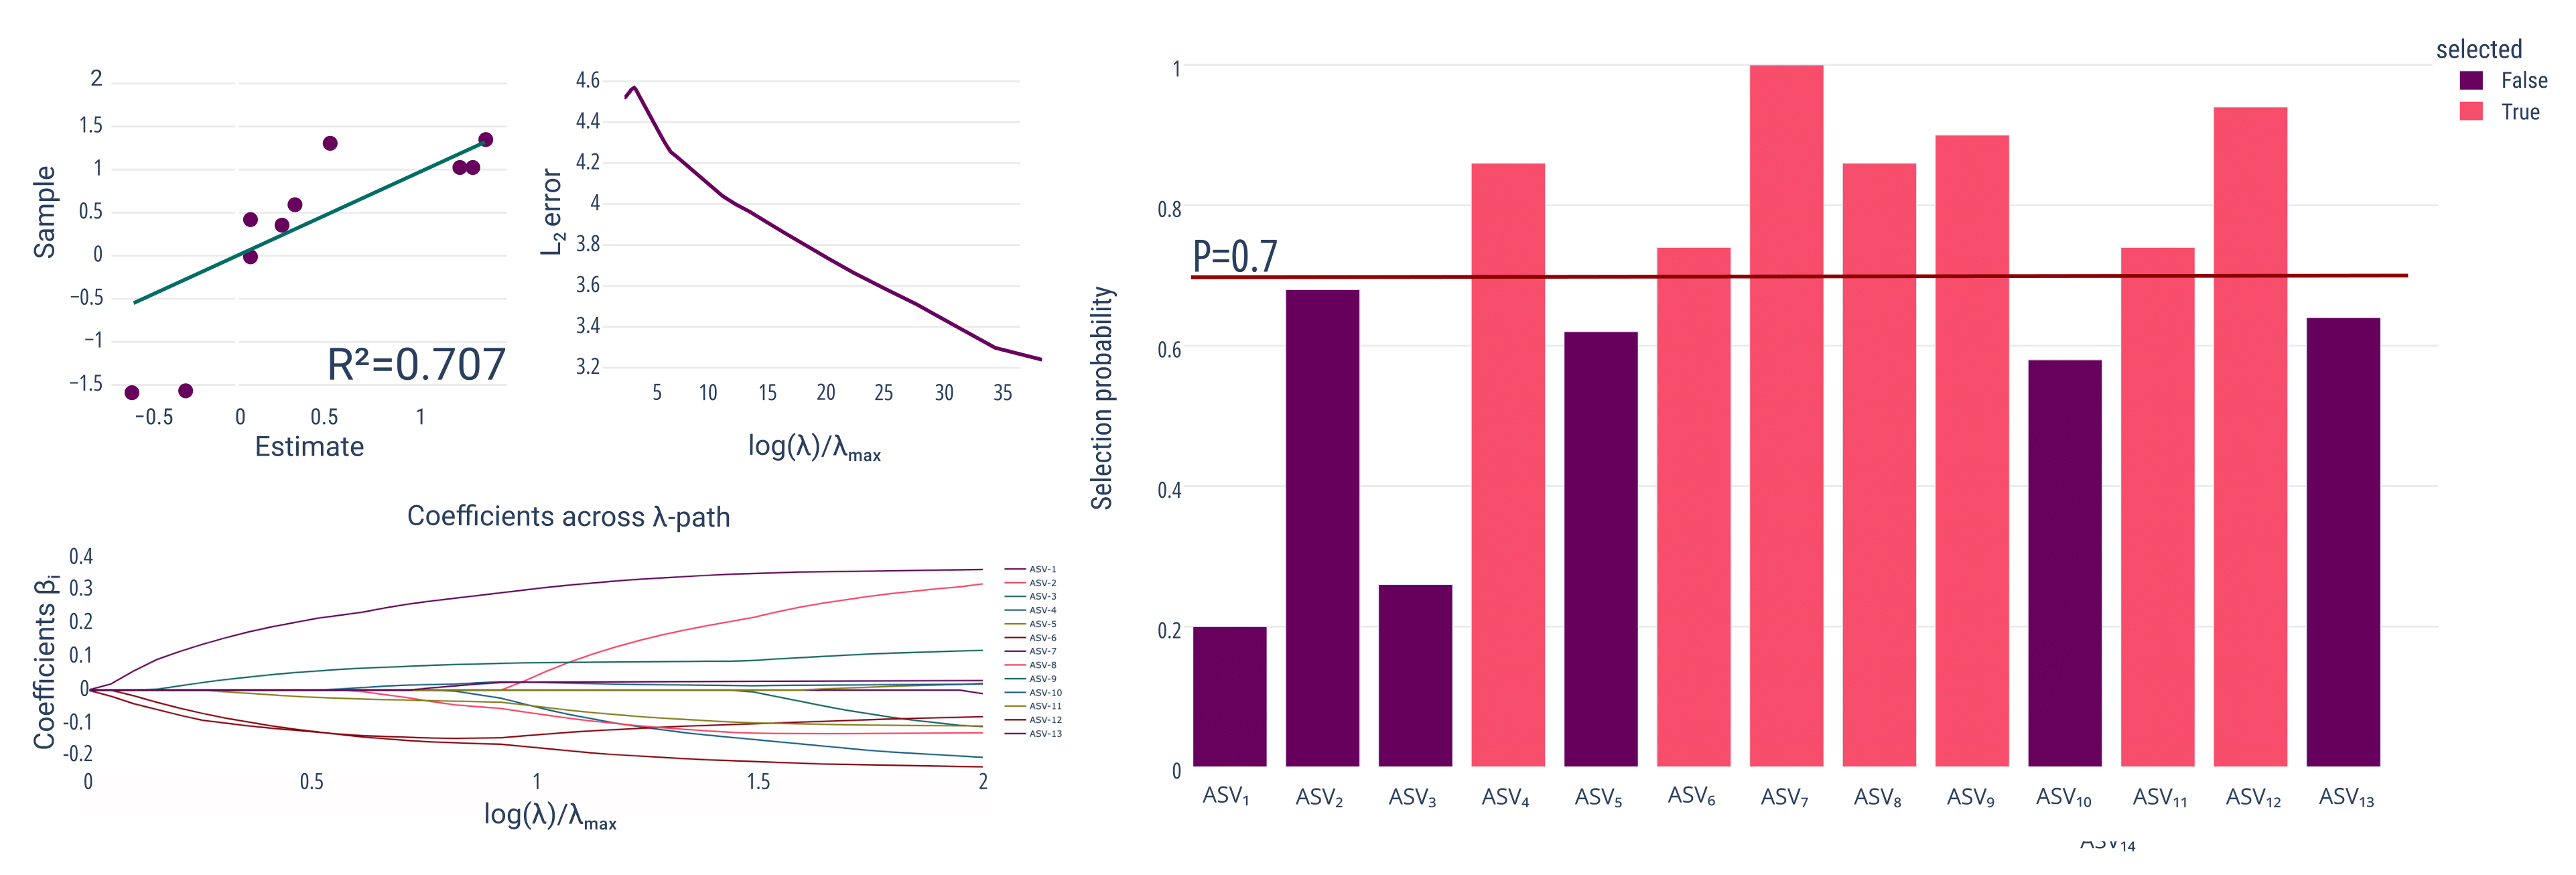 2
1.5
1
0.5
0
−0.5
−1
−1.5
Sample
R²=0.707
−0.5 0 0.5 1
Estimate
4.6
4.4
4.2
4
3.8
3.6
3.4
3.2
L₂ error
5 10 15 20 25 30 35
log(λ)/λmax
Coefficients across λ-path
0.4
0.3
0.2
0.1
0
-0.1
-0.2
Coefficients βi
0 0.5 1 1.5 2
log(λ)/λmax
ASV-1
ASV-2
ASV-3
ASV-4
ASV-5
ASV-6
ASV-7
ASV-8
ASV-9
ASV-10
ASV-11
ASV-12
ASV-13
selected
False
True
1
0.8
0.6
0.4
0.2
0
Selection probability
P=0.7
ASV₁ ASV₂ ASV₃ ASV₄ ASV₅ ASV₆ ASV₇ ASV₈ ASV₉ ASV₁₀ ASV₁₁ ASV₁₂ ASV₁₃
ASV₁₄